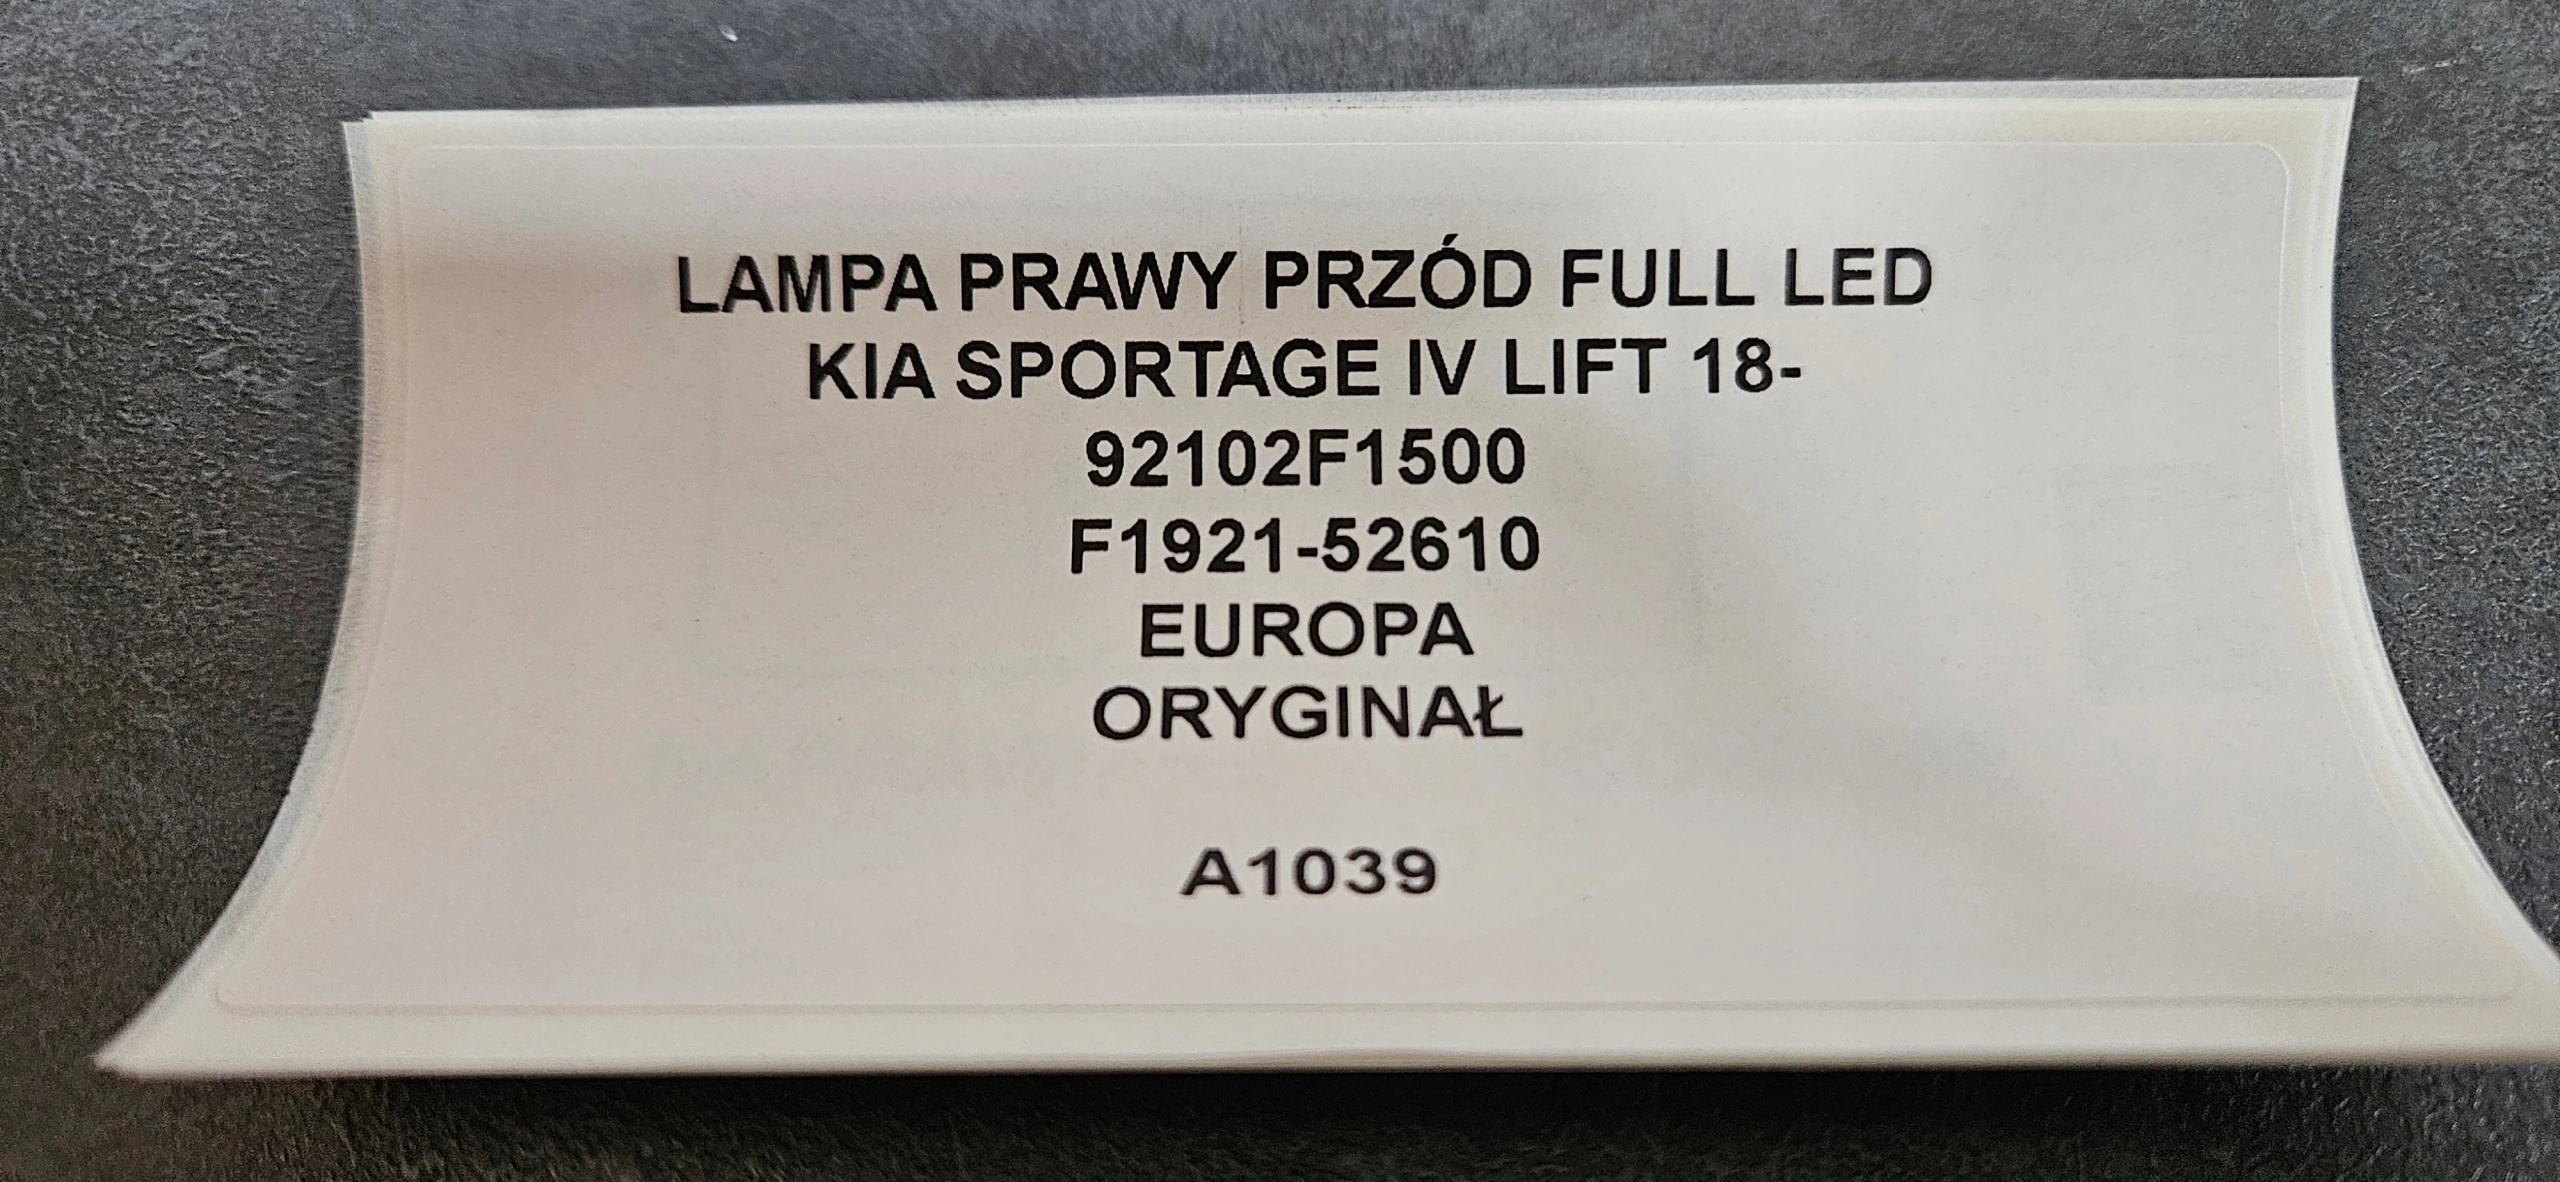 LAMPA PRAWY PRZÓD FULL LED
KIA SPORTAGE IV LIFT 18-
92102F1500
F1921-52610
EUROPA
ORYGINAŁ
A1039